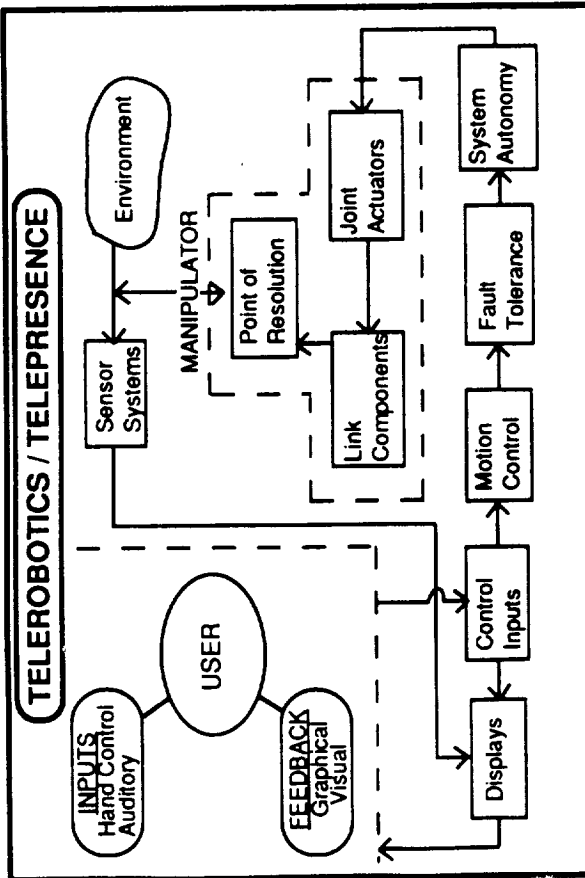 TELEROBOTICS / TELEPRESENCE
INPUTS
Hand Control
Auditory
USER
FEEDBACK
Graphical
Visual
Sensor
Systems
Environment
MANIPULATOR
Point of
Resolution
Link
Components
Joint
Actuators
Displays
Control
Inputs
Motion
Control
Fault
Tolerance
System
Autonomy